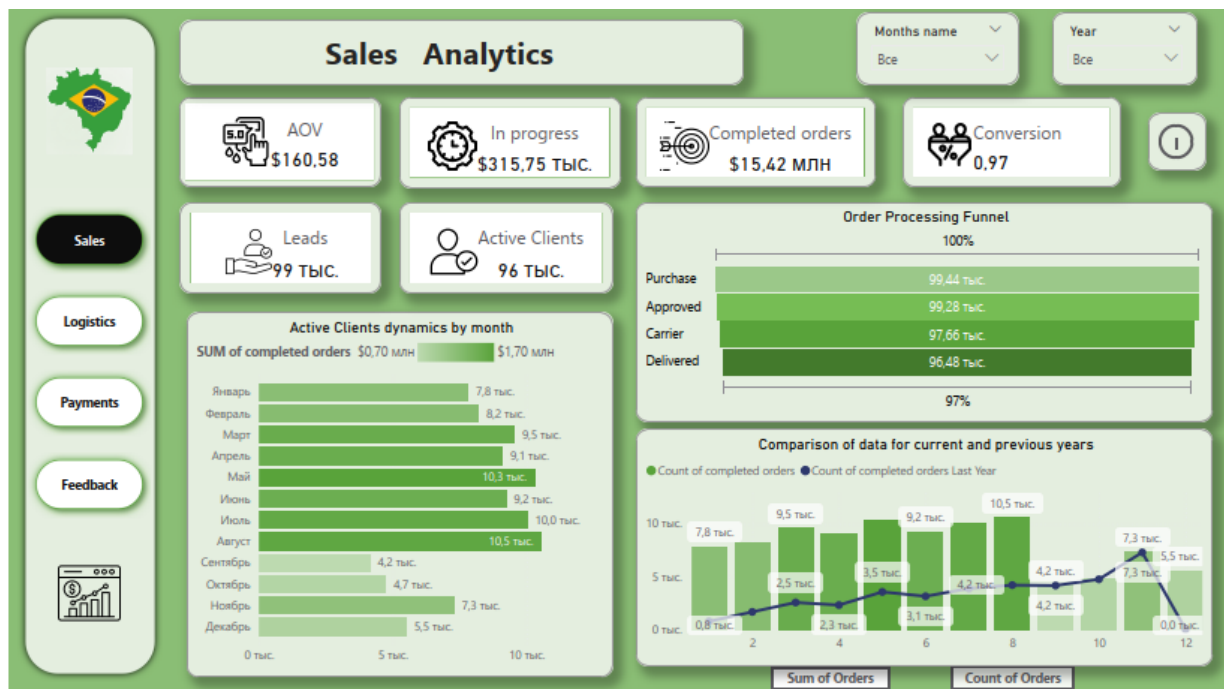 Sales Analytics
Months name
Все
Year
Все
AOV
$160,58
In progress
$315,75 тыс.
Completed orders
$15,42 млн
Conversion
0,97
Sales
Logistics
Payments
Feedback
Leads
99 тыс.
Active Clients
96 тыс.
Order Processing Funnel
100%
Purchase 99,44 тыс.
Approved 99,28 тыс.
Carrier 97,66 тыс.
Delivered 96,48 тыс.
97%
Active Clients dynamics by month
SUM of completed orders $0,70 млн $1,70 млн
Январь 7,8 тыс.
Февраль 8,2 тыс.
Март 9,5 тыс.
Апрель 9,1 тыс.
Май 10,3 тыс.
Июнь 9,2 тыс.
Июль 10,0 тыс.
Август 10,5 тыс.
Сентябрь 4,2 тыс.
Октябрь 4,7 тыс.
Ноябрь 7,3 тыс.
Декабрь 5,5 тыс.
0 тыс. 5 тыс. 10 тыс.
Comparison of data for current and previous years
Count of completed orders Count of completed orders Last Year
10 тыс.
5 тыс.
0 тыс.
7,8 тыс. 9,5 тыс. 9,2 тыс. 10,5 тыс. 4,2 тыс. 7,3 тыс. 5,5 тыс.
0,8 тыс. 2,5 тыс. 2,3 тыс. 3,5 тыс. 3,1 тыс. 4,2 тыс. 4,2 тыс. 7,3 тыс. 0,0 тыс.
2 4 6 8 10 12
Sum of Orders
Count of Orders
5.0
%
%
$